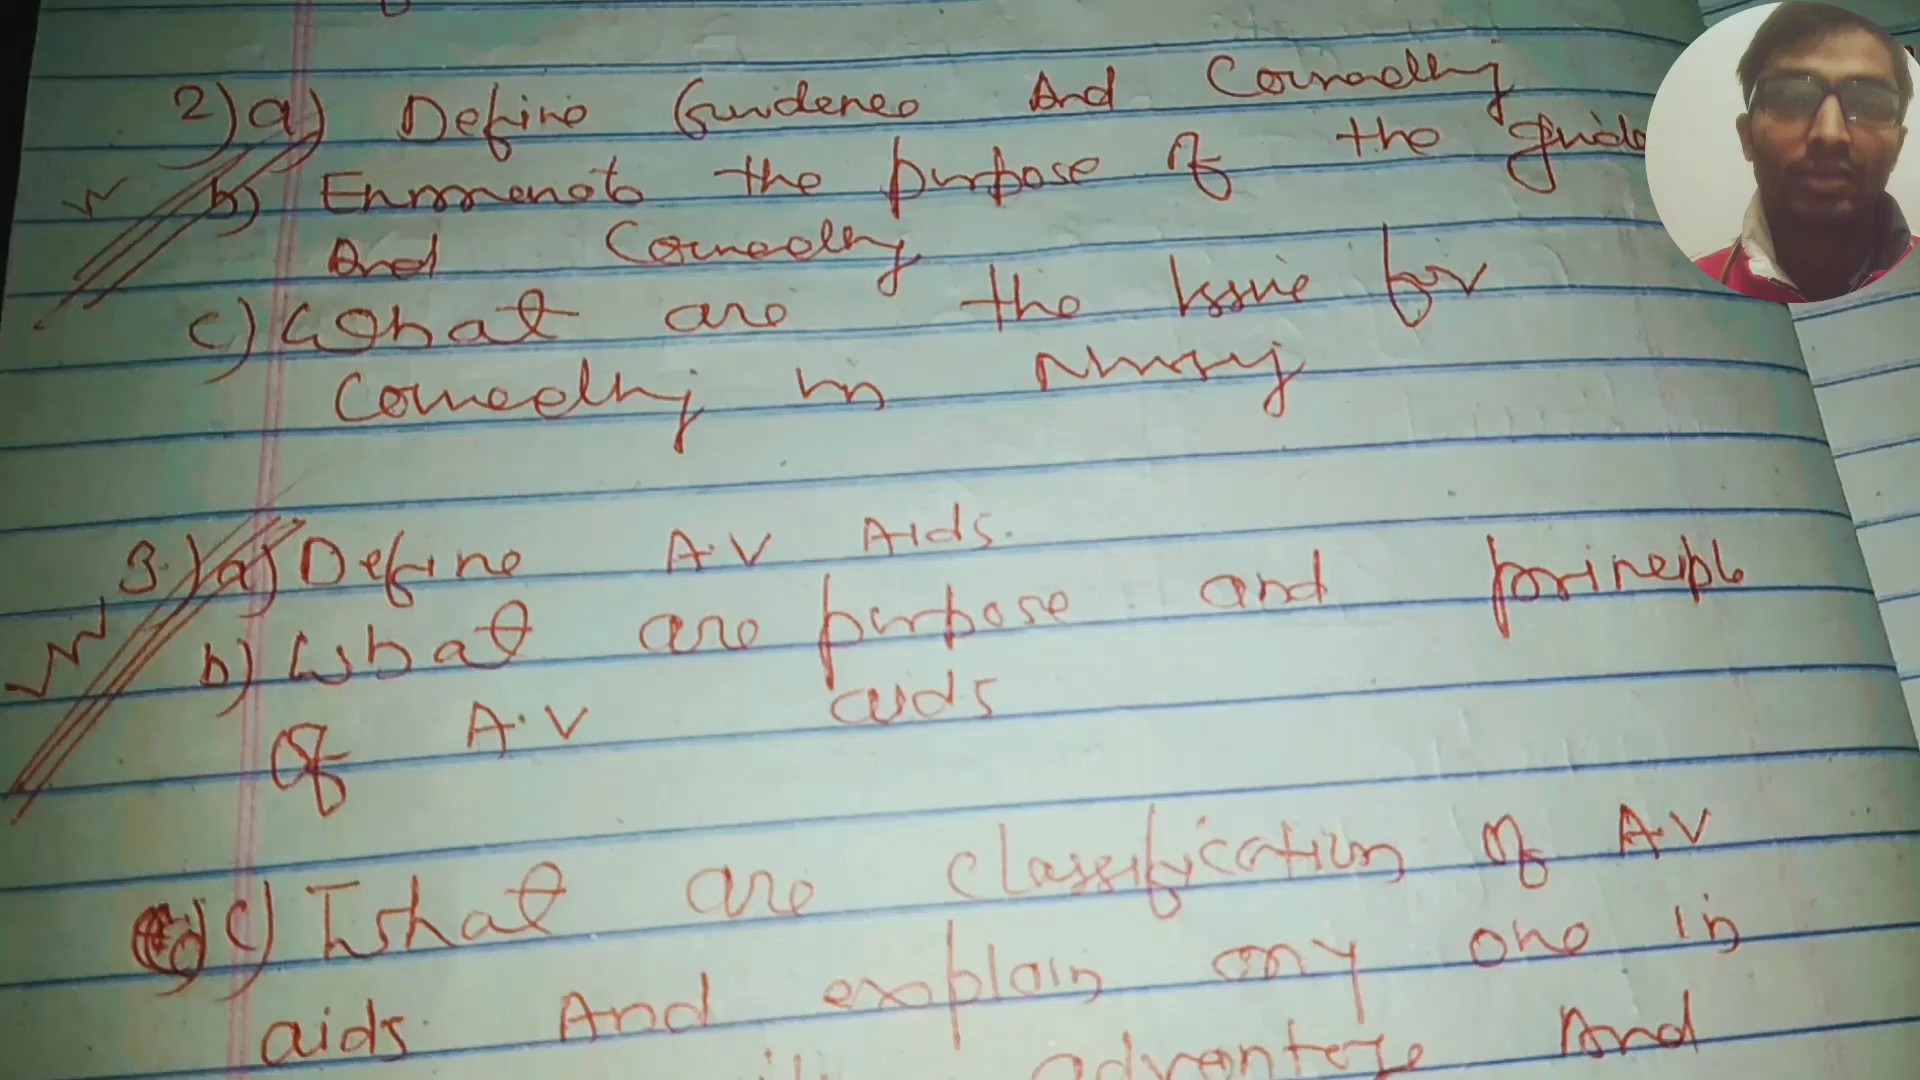 2) a) Define Guidence And Counselling
b) Enumerate the purpose of the guide
And Counselling
c) What are the issue for
Counselling in Nursing
3.) a) Define A.V Aids.
b) What are purpose and principle
of A.V aids
c) What are classification of A.V
aids And explain any one in
advantage And